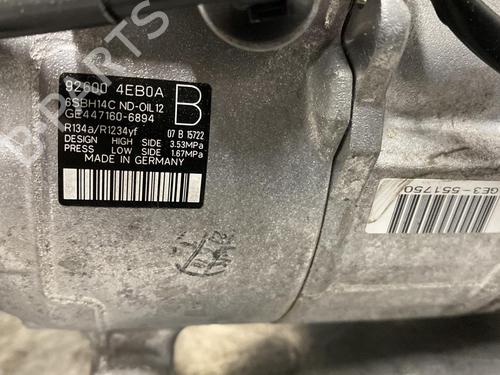 92600 4EB0A
B
6SBH14C ND-OIL12
GE447160-6894
R134a/R1234yf 07 B 15722
DESIGN HIGH SIDE 3.53MPa
PRESS LOW SIDE 1.67MPa
MADE IN GERMANY
GE3-551750